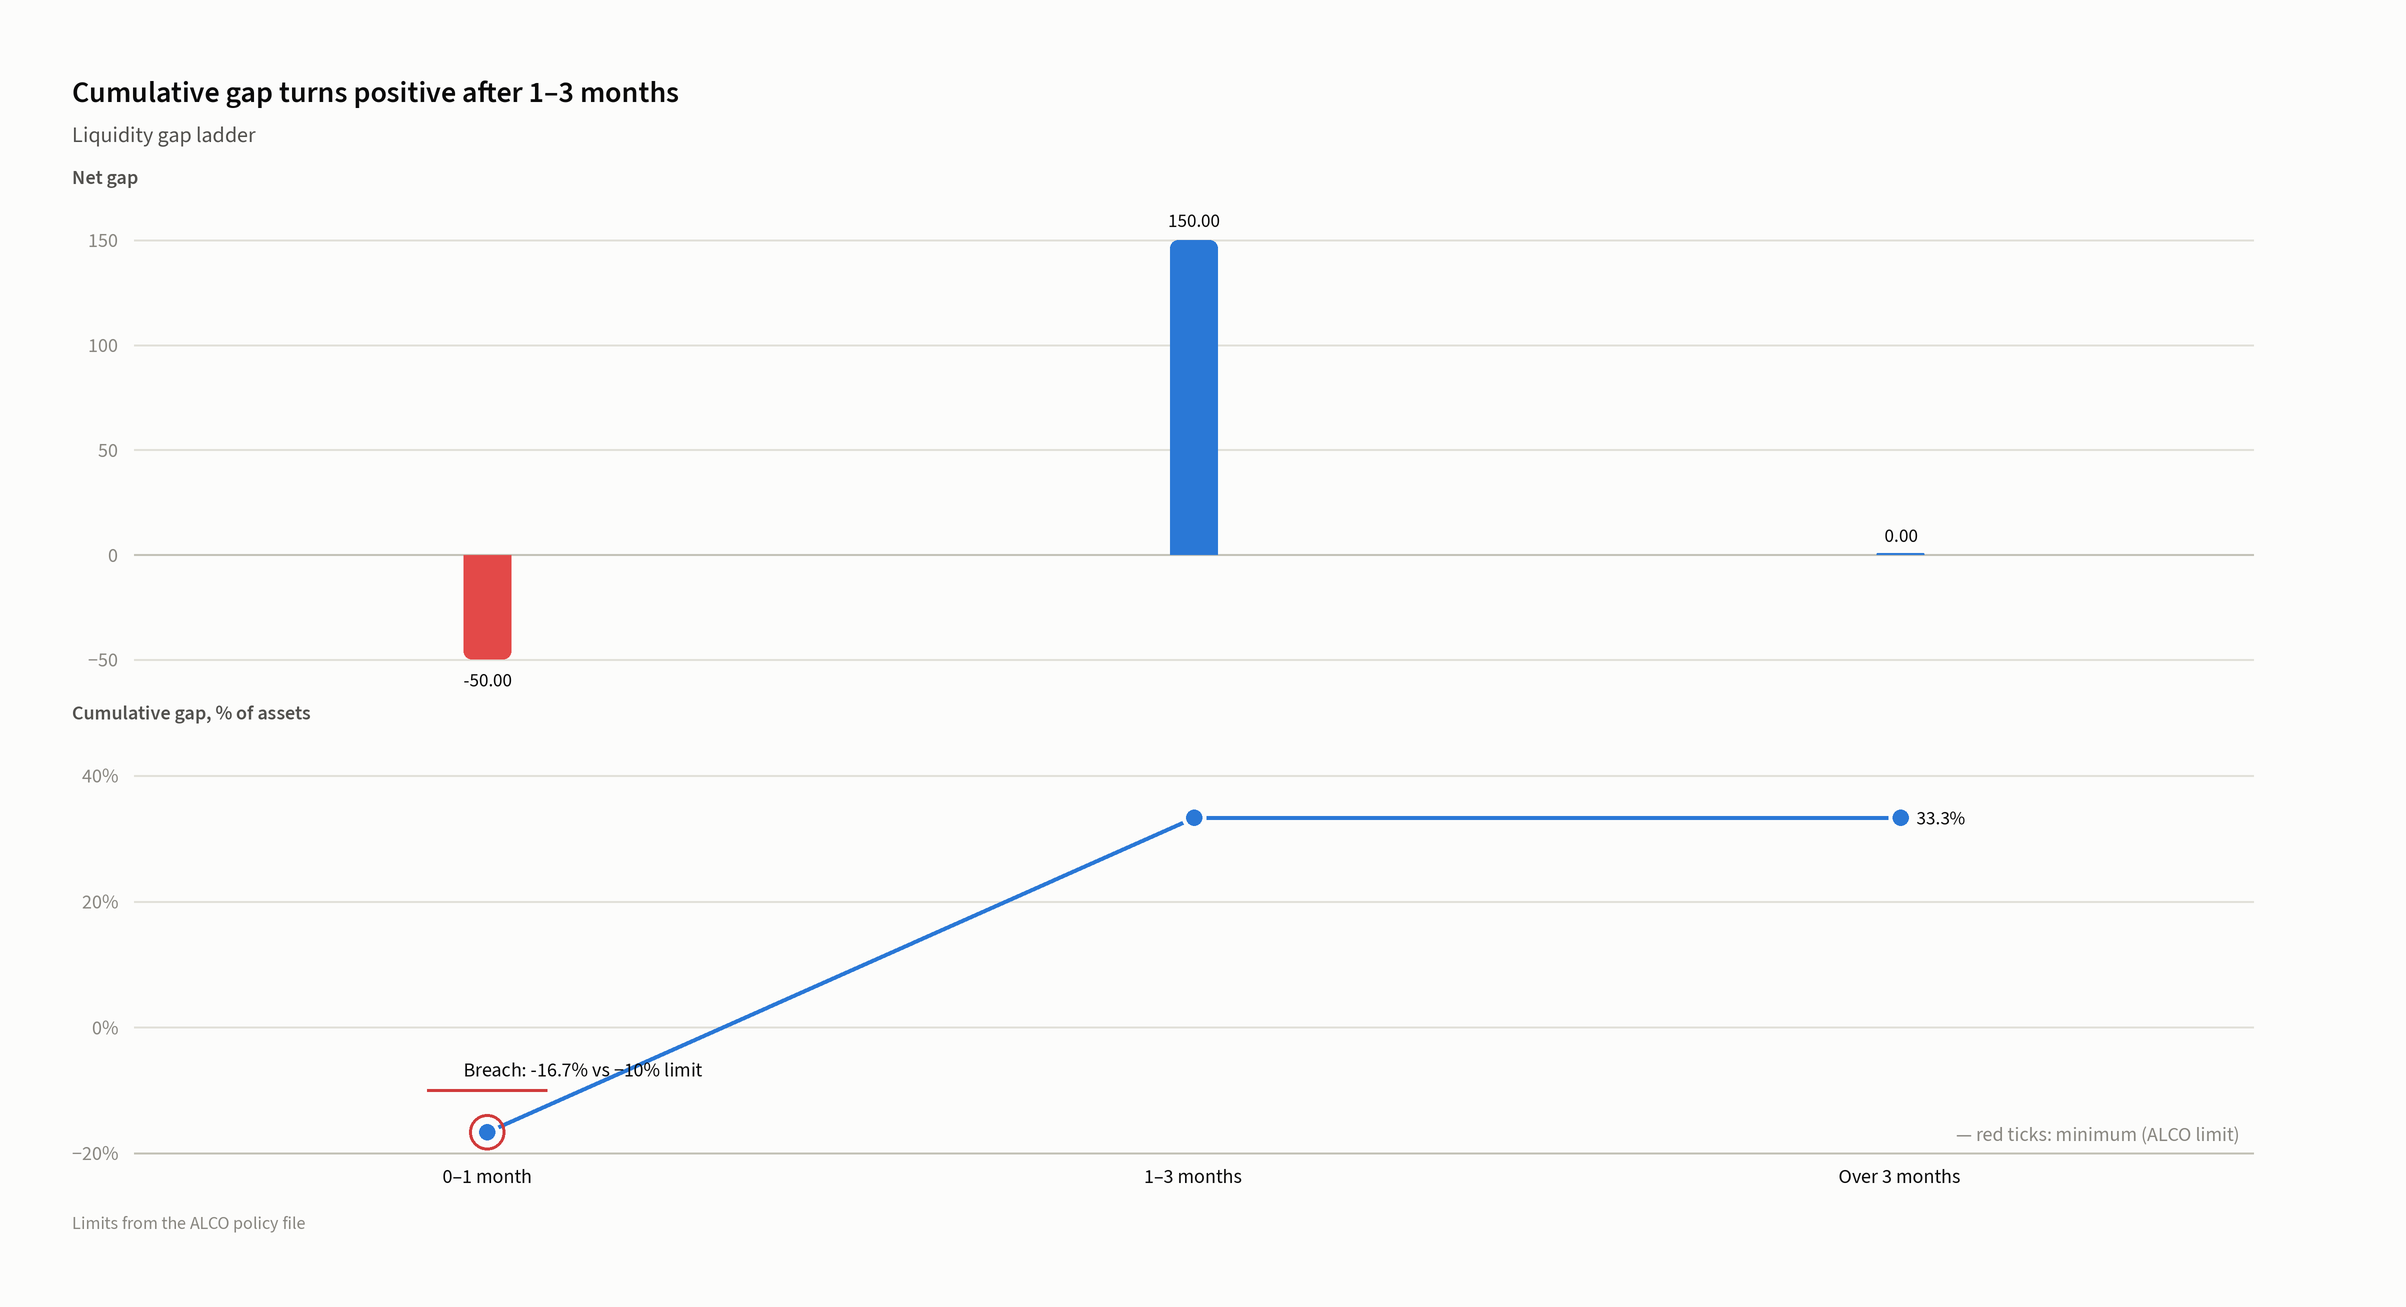 Cumulative gap turns positive after 1–3 months
Liquidity gap ladder
Net gap
150.00
150
100
50
0.00
0
−50
-50.00
Cumulative gap, % of assets
40%
33.3%
20%
0%
Breach: -16.7% vs −10% limit
— red ticks: minimum (ALCO limit)
−20%
0–1 month 1–3 months Over 3 months
Limits from the ALCO policy file